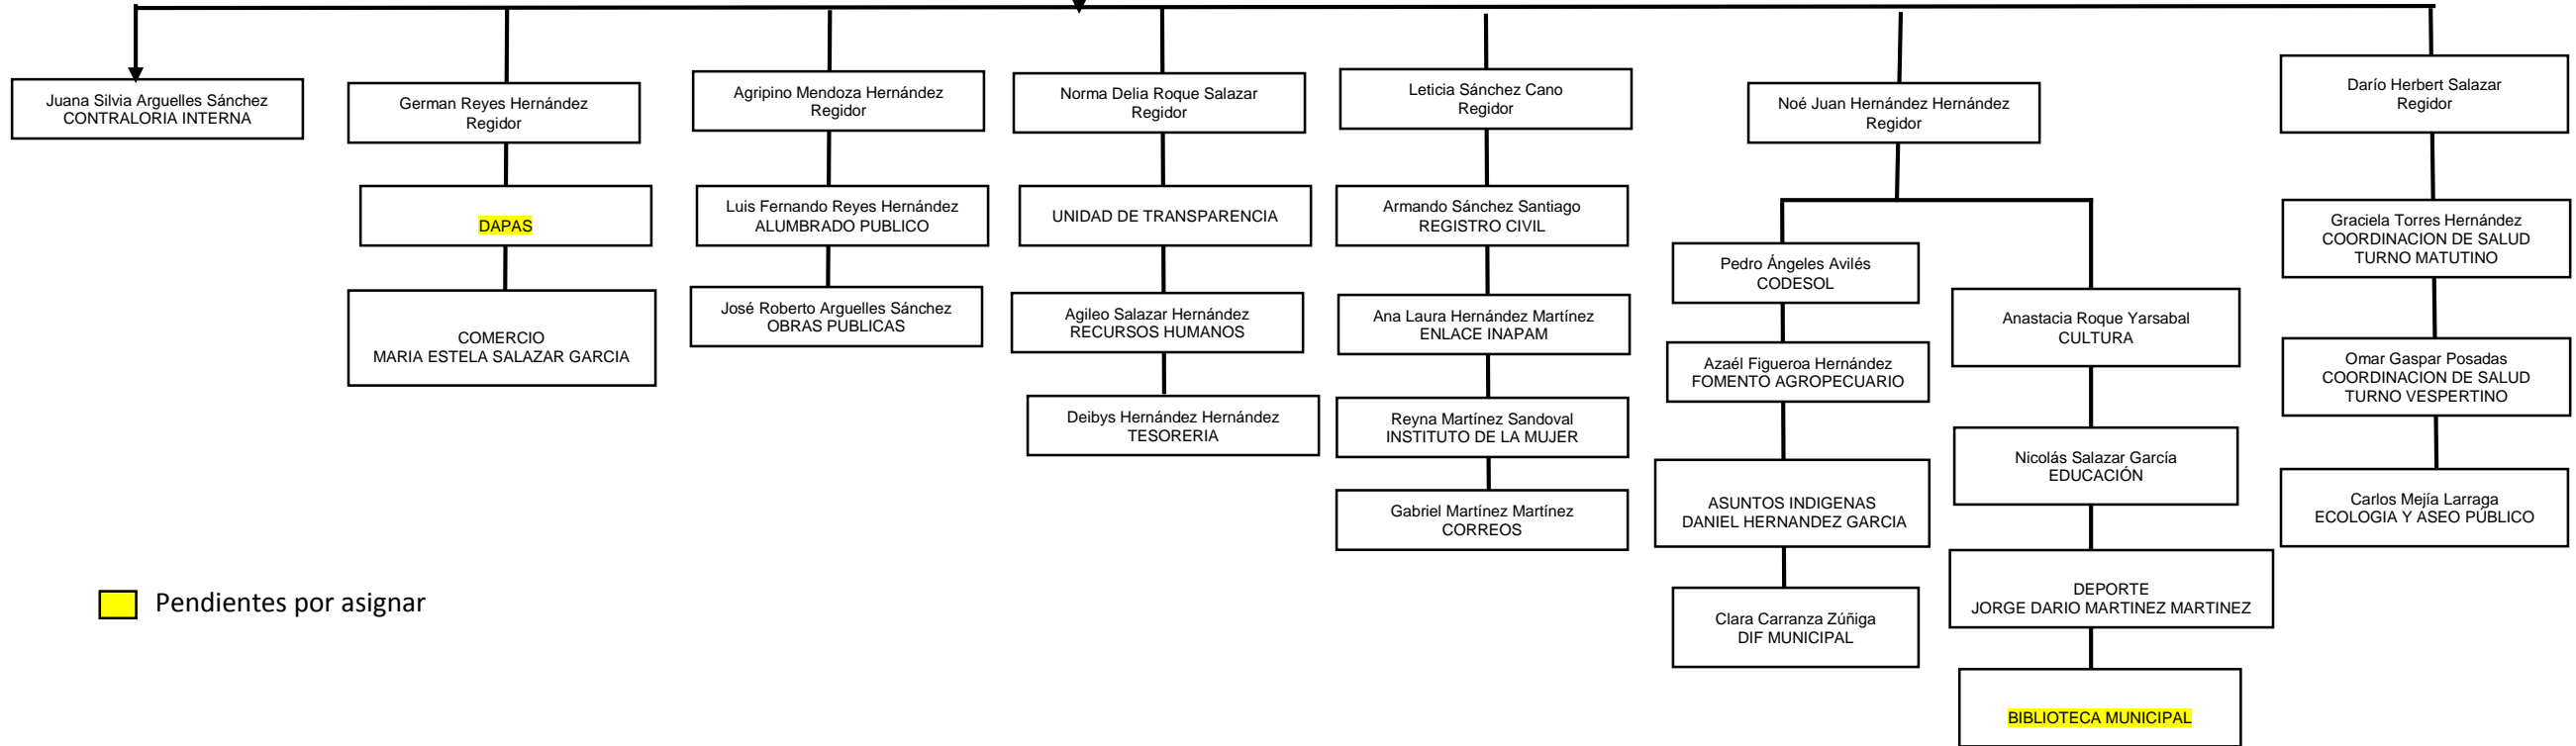 Juana Silvia Arguelles Sánchez
CONTRALORIA INTERNA
German Reyes Hernández
Regidor
DAPAS
COMERCIO
MARIA ESTELA SALAZAR GARCIA
Agripino Mendoza Hernández
Regidor
Luis Fernando Reyes Hernández
ALUMBRADO PUBLICO
José Roberto Arguelles Sánchez
OBRAS PUBLICAS
Norma Delia Roque Salazar
Regidor
UNIDAD DE TRANSPARENCIA
Agileo Salazar Hernández
RECURSOS HUMANOS
Deibys Hernández Hernández
TESORERIA
Leticia Sánchez Cano
Regidor
Armando Sánchez Santiago
REGISTRO CIVIL
Ana Laura Hernández Martínez
ENLACE INAPAM
Reyna Martínez Sandoval
INSTITUTO DE LA MUJER
Gabriel Martínez Martínez
CORREOS
Noé Juan Hernández Hernández
Regidor
Pedro Ángeles Avilés
CODESOL
Azaél Figueroa Hernández
FOMENTO AGROPECUARIO
ASUNTOS INDIGENAS
DANIEL HERNANDEZ GARCIA
Clara Carranza Zúñiga
DIF MUNICIPAL
Anastacia Roque Yarsabal
CULTURA
Nicolás Salazar García
EDUCACIÓN
DEPORTE
JORGE DARIO MARTINEZ MARTINEZ
BIBLIOTECA MUNICIPAL
Darío Herbert Salazar
Regidor
Graciela Torres Hernández
COORDINACION DE SALUD
TURNO MATUTINO
Omar Gaspar Posadas
COORDINACION DE SALUD
TURNO VESPERTINO
Carlos Mejía Larraga
ECOLOGIA Y ASEO PÚBLICO
Pendientes por asignar